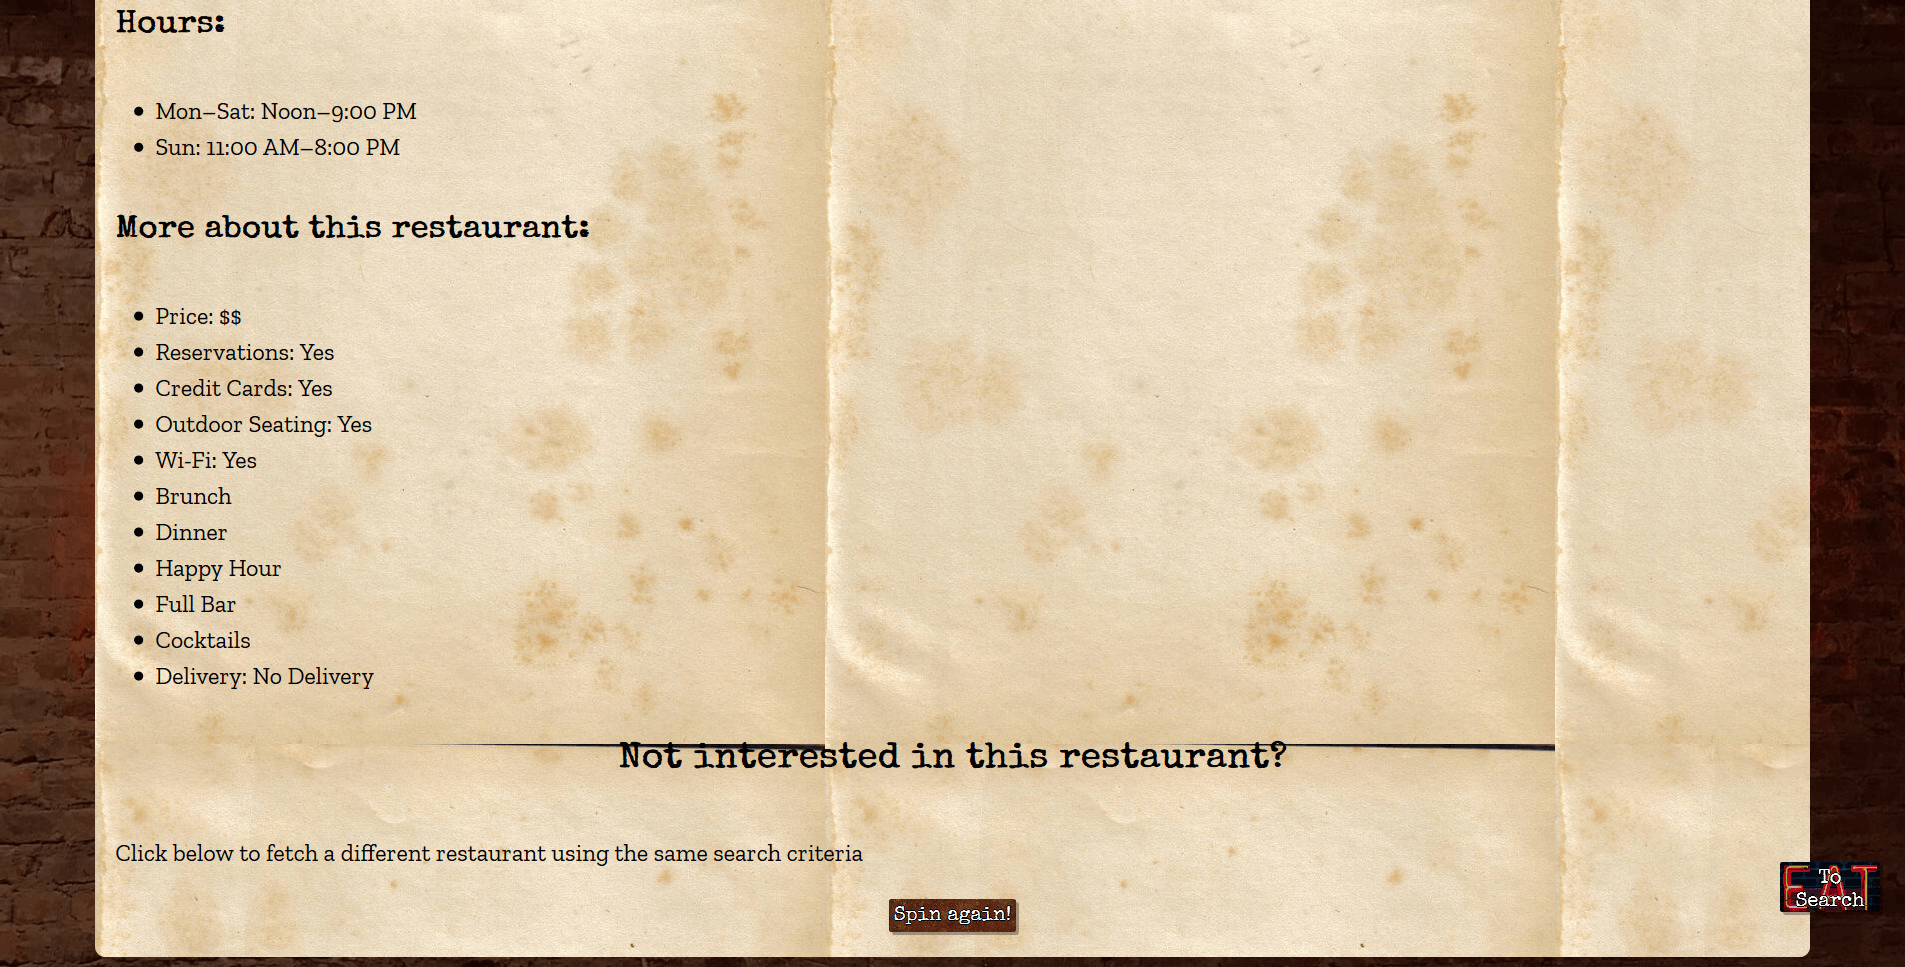 Hours:
Mon–Sat: Noon–9:00 PM
Sun: 11:00 AM–8:00 PM
More about this restaurant:
Price: $$
Reservations: Yes
Credit Cards: Yes
Outdoor Seating: Yes
Wi-Fi: Yes
Brunch
Dinner
Happy Hour
Full Bar
Cocktails
Delivery: No Delivery
Not interested in this restaurant?
Click below to fetch a different restaurant using the same search criteria
Spin again!
EAT
To
Search